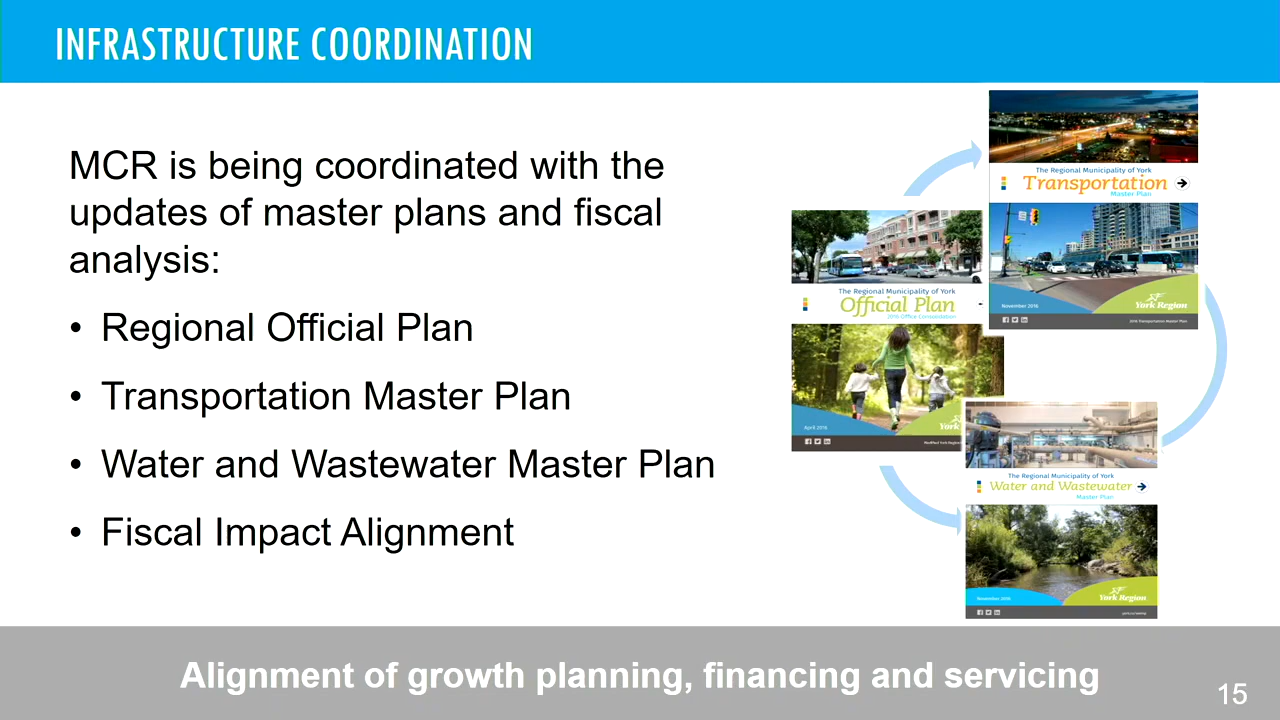 INFRASTRUCTURE COORDINATION
MCR is being coordinated with the
updates of master plans and fiscal
analysis:
• Regional Official Plan
• Transportation Master Plan
• Water and Wastewater Master Plan
• Fiscal Impact Alignment
The Regional Municipality of York
Transportation
Master Plan
November 2016
York Region
2016 Transportation Master Plan
The Regional Municipality of York
Official Plan
2016 Office Consolidation
April 2016
York
The Regional Municipality of York
Water and Wastewater
Master Plan
November 2016
York Region
Alignment of growth planning, financing and servicing
15